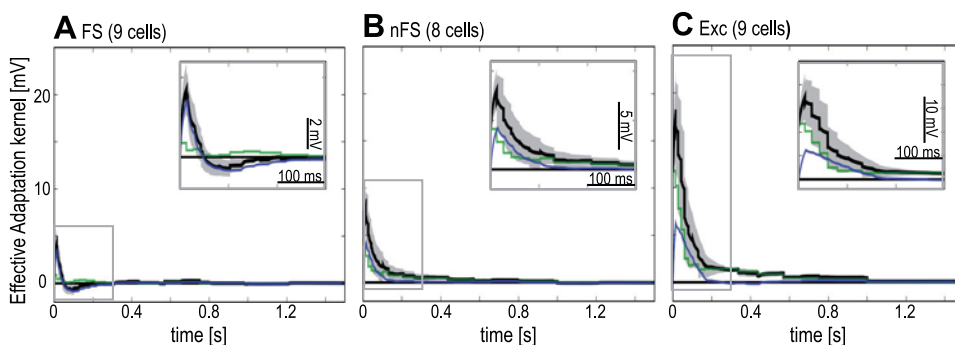 A FS (9 cells)
B nFS (8 cells)
C Exc (9 cells)
Effective Adaptation kernel [mV]
20
10
0
2 mV
100 ms
5 mV
100 ms
10 mV
100 ms
0 0.4 0.8 1.2
0 0.4 0.8 1.2
0 0.4 0.8 1.2
time [s]
time [s]
time [s]